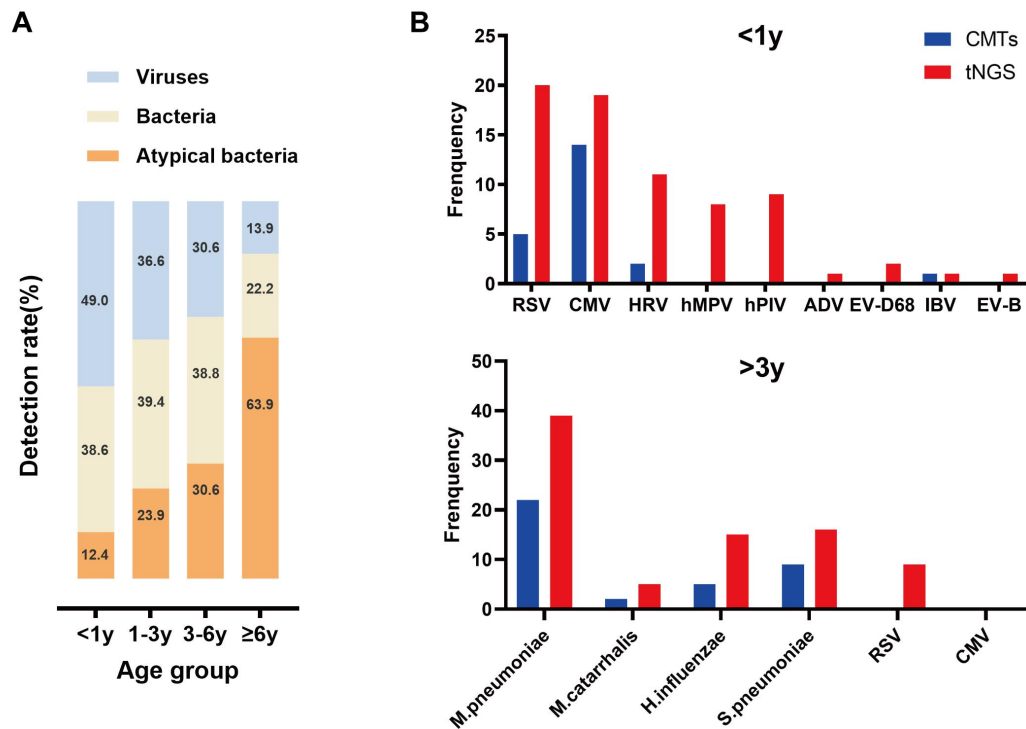 A
Viruses
Bacteria
Atypical bacteria
Detection rate(%)
49.0
38.6
12.4
36.6
39.4
23.9
30.6
38.8
30.6
13.9
22.2
63.9
<1y 1-3y 3-6y ≥6y
Age group
B
<1y
CMTs
tNGS
Frenquency
25
20
15
10
5
0
RSV CMV HRV hMPV hPIV ADV EV-D68 IBV EV-B
>3y
Frenquency
50
40
30
20
10
0
M.pneumoniae
M.catarrhalis
H.influenzae
S.pneumoniae
RSV
CMV